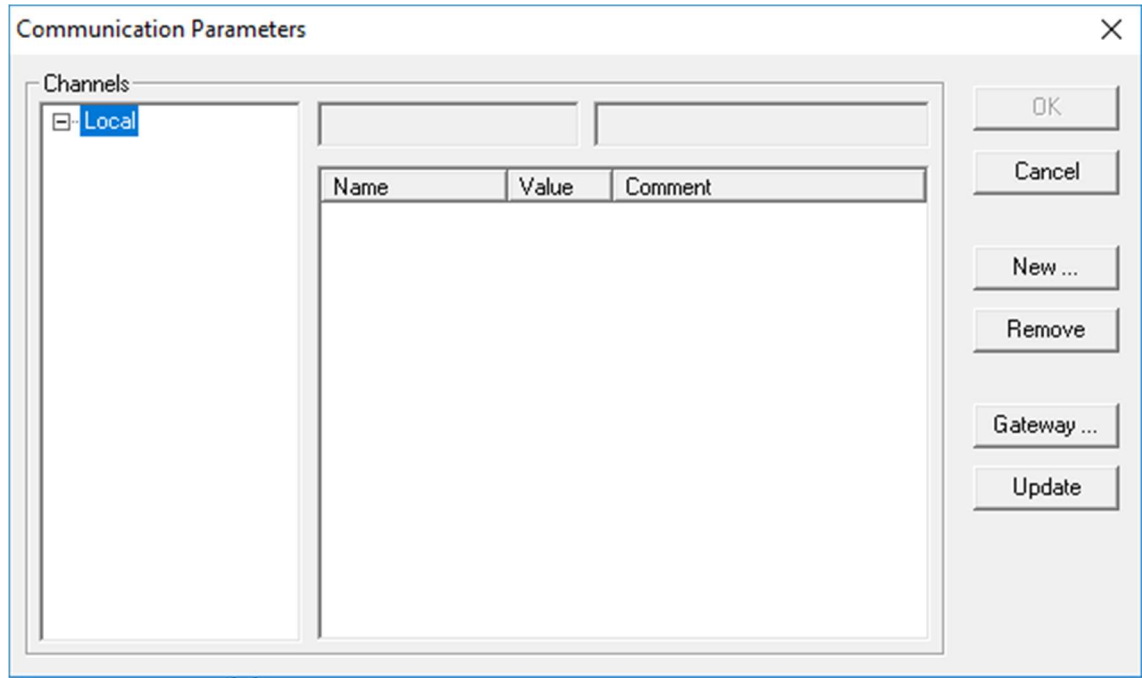 Communication Parameters
Channels
Local
Name Value Comment
OK
Cancel
New ...
Remove
Gateway ...
Update